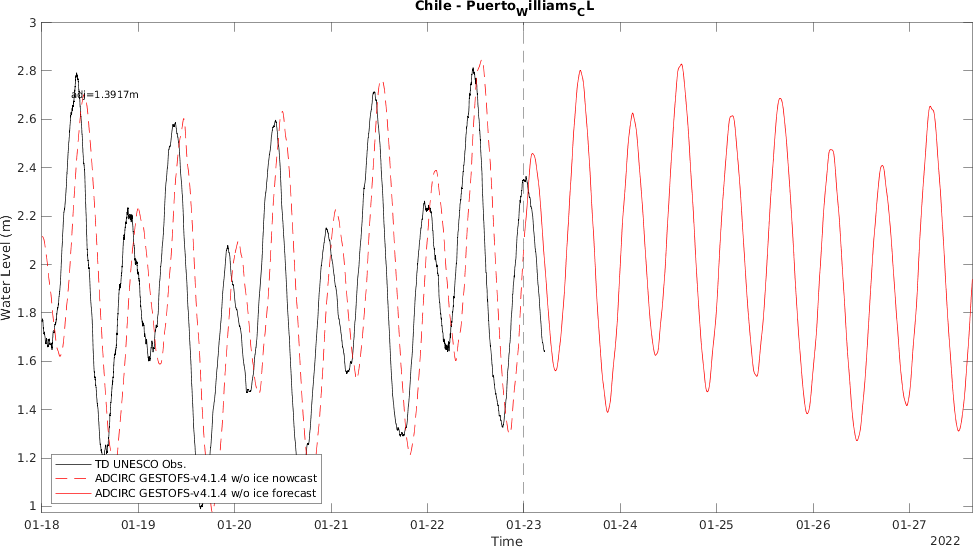 Chile - Puerto_Williams_CL
3
2.8
adj=1.3917m
2.6
2.4
2.2
2
1.8
1.6
1.4
1.2
1
Water Level (m)
TD UNESCO Obs.
ADCIRC GESTOFS-v4.1.4 w/o ice nowcast
ADCIRC GESTOFS-v4.1.4 w/o ice forecast
01-18 01-19 01-20 01-21 01-22 01-23 01-24 01-25 01-26 01-27
Time
2022